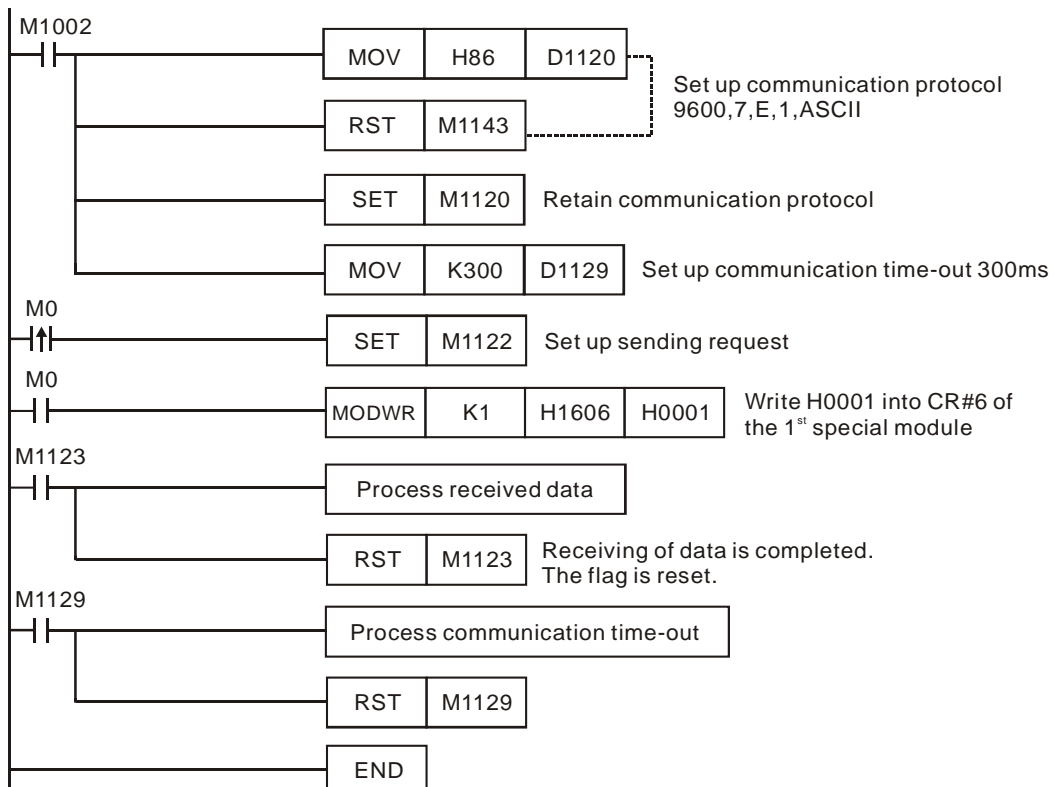 M1002
MOV H86 D1120
Set up communication protocol
9600,7,E,1,ASCII
RST M1143
SET M1120 Retain communication protocol
MOV K300 D1129 Set up communication time-out 300ms
M0
SET M1122 Set up sending request
M0
MODWR K1 H1606 H0001 Write H0001 into CR#6 of
the 1st special module
M1123
Process received data
RST M1123 Receiving of data is completed.
The flag is reset.
M1129
Process communication time-out
RST M1129
END